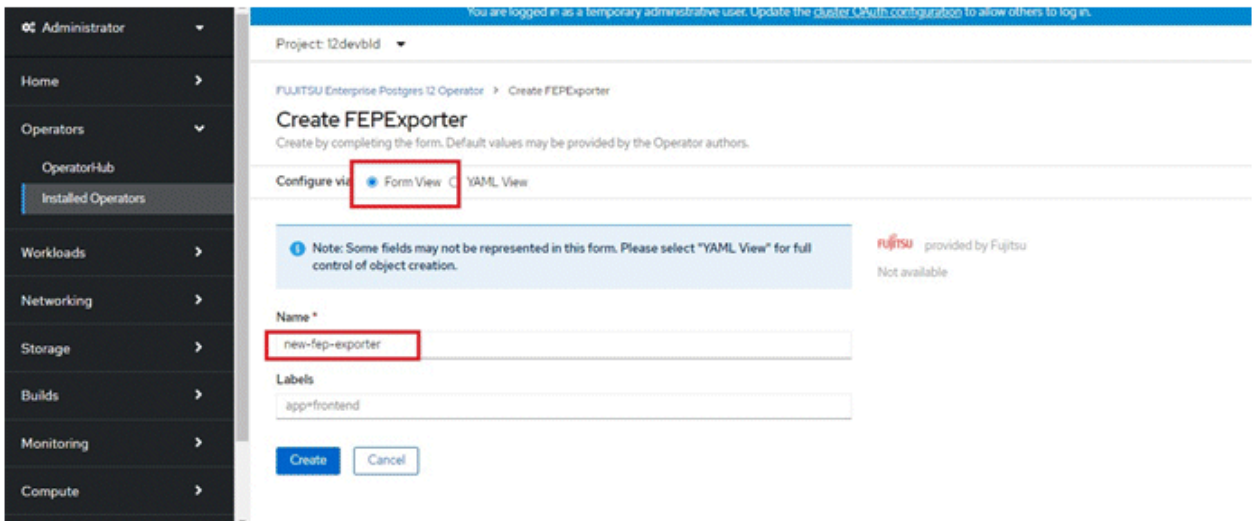 You are logged in as a temporary administrative user. Update the cluster OAuth configuration to allow others to log in.
Administrator
Project: 12devbld
Home
FUJITSU Enterprise Postgres 12 Operator > Create FEPExporter
Create FEPExporter
Operators
Create by completing the form. Default values may be provided by the Operator authors.
OperatorHub
Configure via Form View YAML View
Installed Operators
Note: Some fields may not be represented in this form. Please select "YAML View" for full
control of object creation.
FUJITSU provided by Fujitsu
Not available
Workloads
Networking
Name *
new-fep-exporter
Storage
Labels
app=frontend
Builds
Monitoring
Create Cancel
Compute